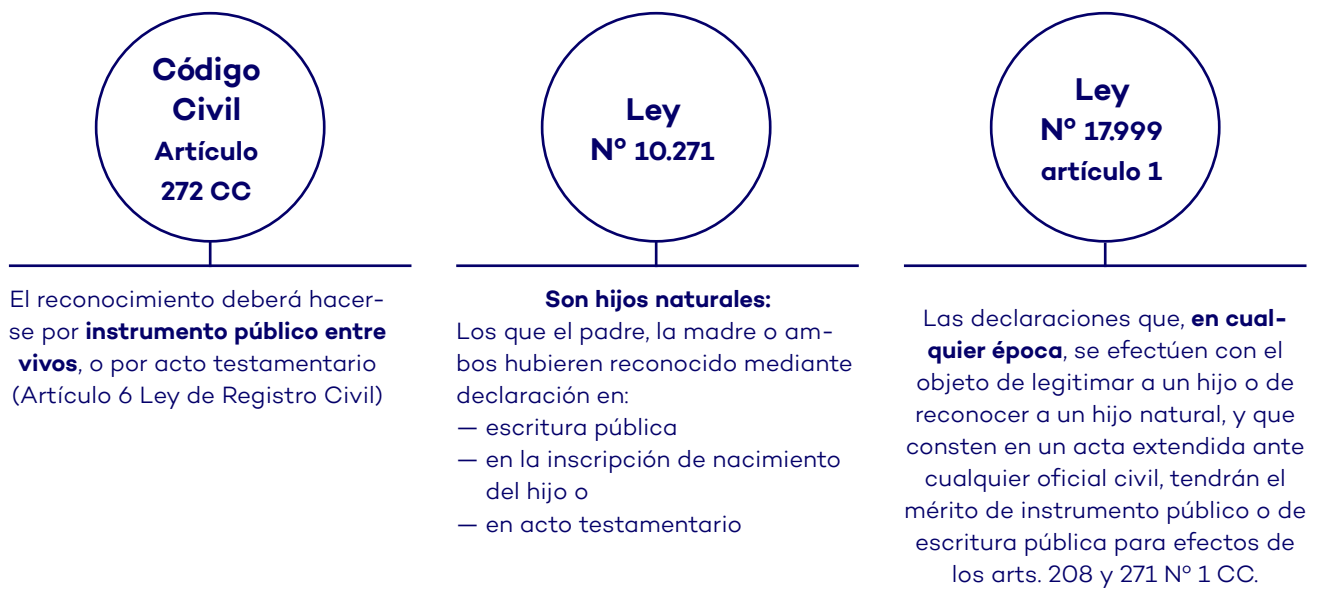 Código
Civil
Artículo
272 CC
El reconocimiento deberá hacer-
se por instrumento público entre
vivos, o por acto testamentario
(Artículo 6 Ley de Registro Civil)
Ley
Nº 10.271
Son hijos naturales:
Los que el padre, la madre o am-
bos hubieren reconocido mediante
declaración en:
— escritura pública
— en la inscripción de nacimiento
del hijo o
— en acto testamentario
Ley
Nº 17.999
artículo 1
Las declaraciones que, en cual-
quier época, se efectúen con el
objeto de legitimar a un hijo o de
reconocer a un hijo natural, y que
consten en un acta extendida ante
cualquier oficial civil, tendrán el
mérito de instrumento público o de
escritura pública para efectos de
los arts. 208 y 271 Nº 1 CC.